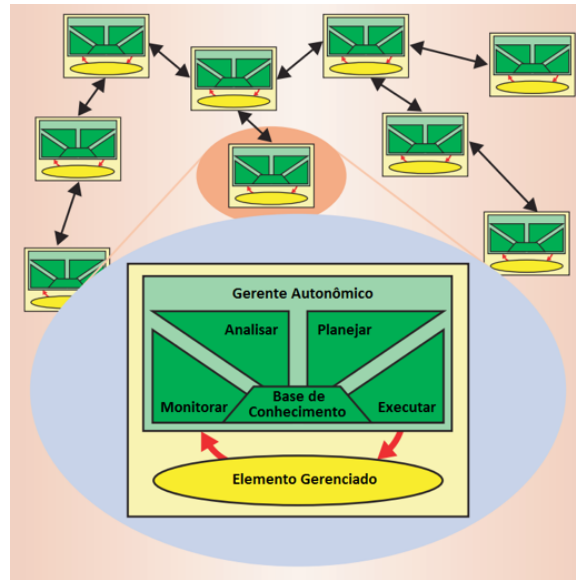 Gerente Autonômico
Analisar
Planejar
Monitorar
Base de
Conhecimento
Executar
Elemento Gerenciado